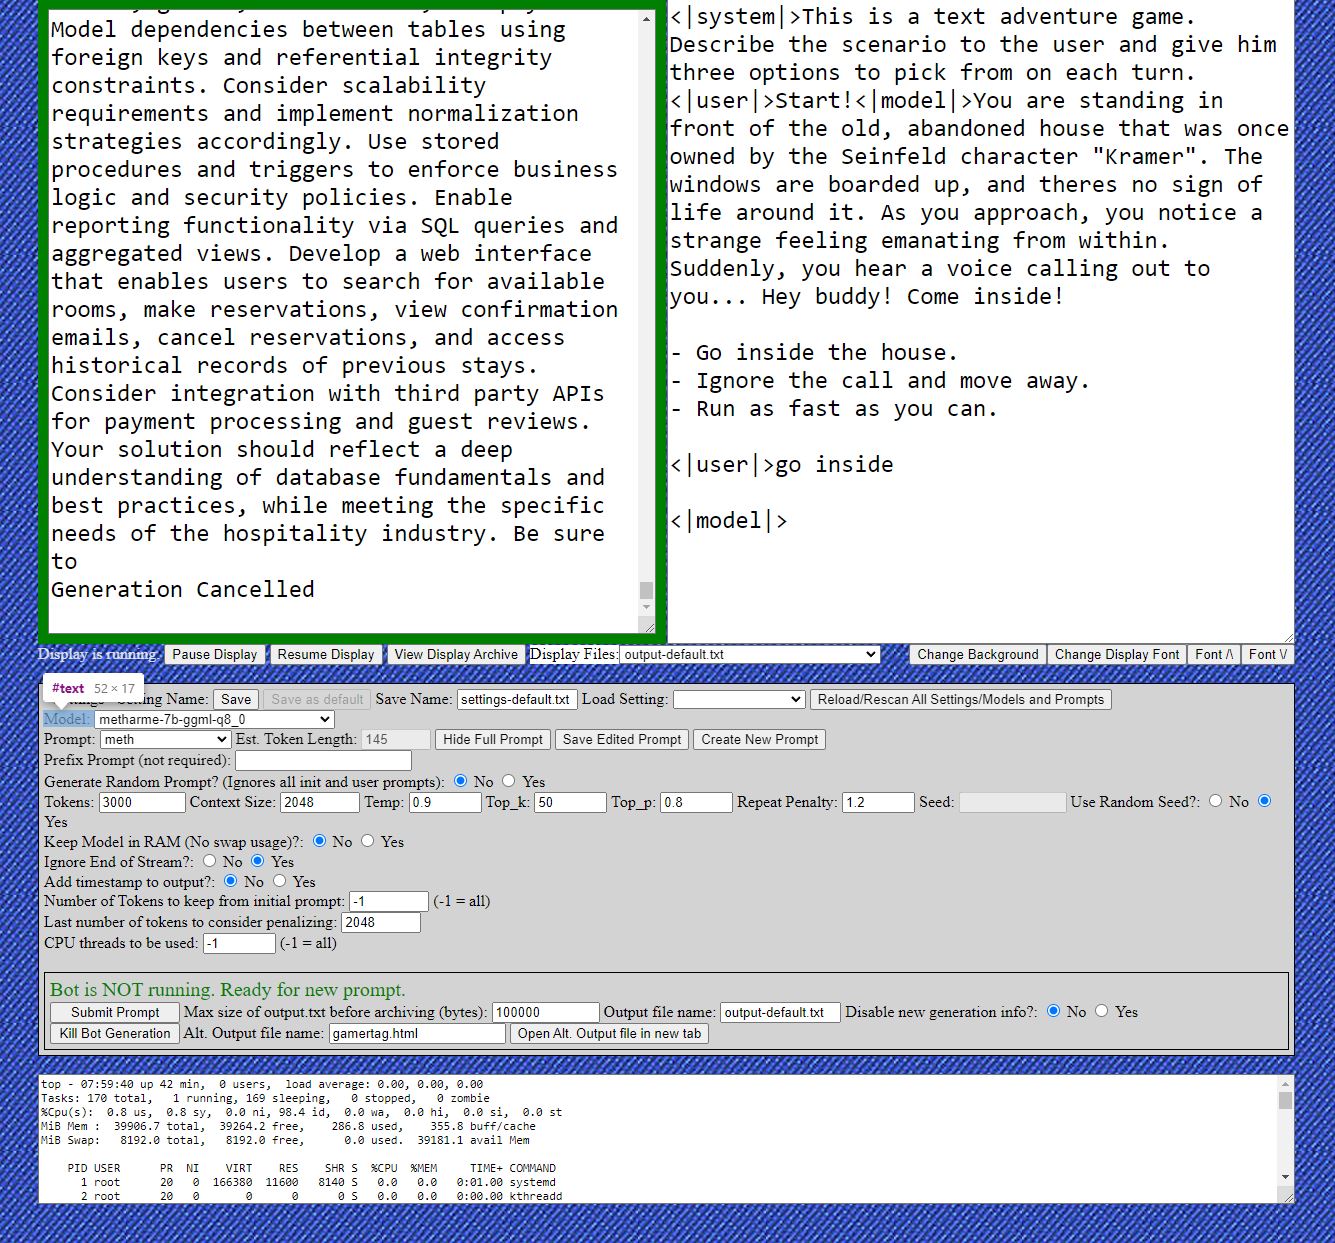 Model dependencies between tables using
foreign keys and referential integrity
constraints. Consider scalability
requirements and implement normalization
strategies accordingly. Use stored
procedures and triggers to enforce business
logic and security policies. Enable
reporting functionality via SQL queries and
aggregated views. Develop a web interface
that enables users to search for available
rooms, make reservations, view confirmation
emails, cancel reservations, and access
historical records of previous stays.
Consider integration with third party APIs
for payment processing and guest reviews.
Your solution should reflect a deep
understanding of database fundamentals and
best practices, while meeting the specific
needs of the hospitality industry. Be sure
to
Generation Cancelled
<|system|>This is a text adventure game.
Describe the scenario to the user and give him
three options to pick from on each turn.
<|user|>Start!<|model|>You are standing in
front of the old, abandoned house that was once
owned by the Seinfeld character "Kramer". The
windows are boarded up, and theres no sign of
life around it. As you approach, you notice a
strange feeling emanating from within.
Suddenly, you hear a voice calling out to
you... Hey buddy! Come inside!
- Go inside the house.
- Ignore the call and move away.
- Run as fast as you can.
<|user|>go inside
<|model|>
Display is running. Pause Display Resume Display View Display Archive Display Files: output-default.txt Change Background Change Display Font Font /\ Font \/
#text 52 × 17
Setting Name: Save Save as default Save Name: settings-default.txt Load Setting: Reload/Rescan All Settings/Models and Prompts
Model: metharme-7b-ggml-q8_0
Prompt: meth Est. Token Length: 145 Hide Full Prompt Save Edited Prompt Create New Prompt
Prefix Prompt (not required):
Generate Random Prompt? (Ignores all init and user prompts): No Yes
Tokens: 3000 Context Size: 2048 Temp: 0.9 Top_k: 50 Top_p: 0.8 Repeat Penalty: 1.2 Seed: Use Random Seed?: No
Yes
Keep Model in RAM (No swap usage)?: No Yes
Ignore End of Stream?: No Yes
Add timestamp to output?: No Yes
Number of Tokens to keep from initial prompt: -1 (-1 = all)
Last number of tokens to consider penalizing: 2048
CPU threads to be used: -1 (-1 = all)
Bot is NOT running. Ready for new prompt.
Submit Prompt Max size of output.txt before archiving (bytes): 100000 Output file name: output-default.txt Disable new generation info?: No Yes
Kill Bot Generation Alt. Output file name: gamertag.html Open Alt. Output file in new tab
top - 07:59:40 up 42 min, 0 users, load average: 0.00, 0.00, 0.00
Tasks: 170 total, 1 running, 169 sleeping, 0 stopped, 0 zombie
%Cpu(s): 0.8 us, 0.8 sy, 0.0 ni, 98.4 id, 0.0 wa, 0.0 hi, 0.0 si, 0.0 st
MiB Mem : 39906.7 total, 39264.2 free, 286.8 used, 355.8 buff/cache
MiB Swap: 8192.0 total, 8192.0 free, 0.0 used. 39181.1 avail Mem
PID USER PR NI VIRT RES SHR S %CPU %MEM TIME+ COMMAND
1 root 20 0 166380 11600 8140 S 0.0 0.0 0:01.00 systemd
2 root 20 0 0 0 0 S 0.0 0.0 0:00.00 kthreadd